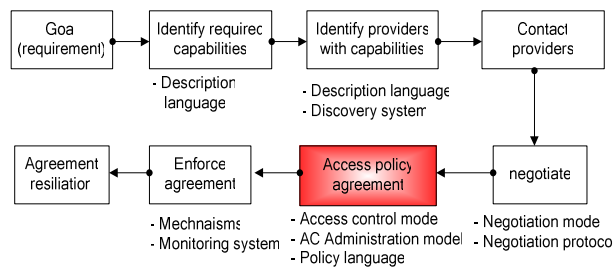 Goa
(requirement)
Identify required
capabilities
Identify providers
with capabilities
Contact
providers
- Description
language
- Description language
- Discovery system
Agreement
resiliation
Enforce
agreement
Access policy
agreement
negotiate
- Mechnaisms
- Monitoring system
- Access control mode
- AC Administration model
- Policy language
- Negotiation mode
- Negotiation protoco